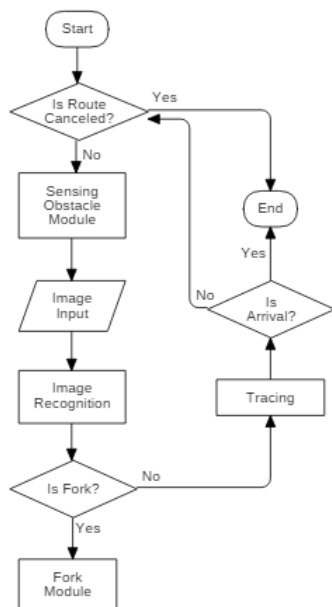 Start
Is Route
Canceled?
Yes
No
Sensing
Obstacle
Module
End
Yes
Image
Input
No
Is
Arrival?
Image
Recognition
Tracing
Is Fork?
No
Yes
Fork
Module